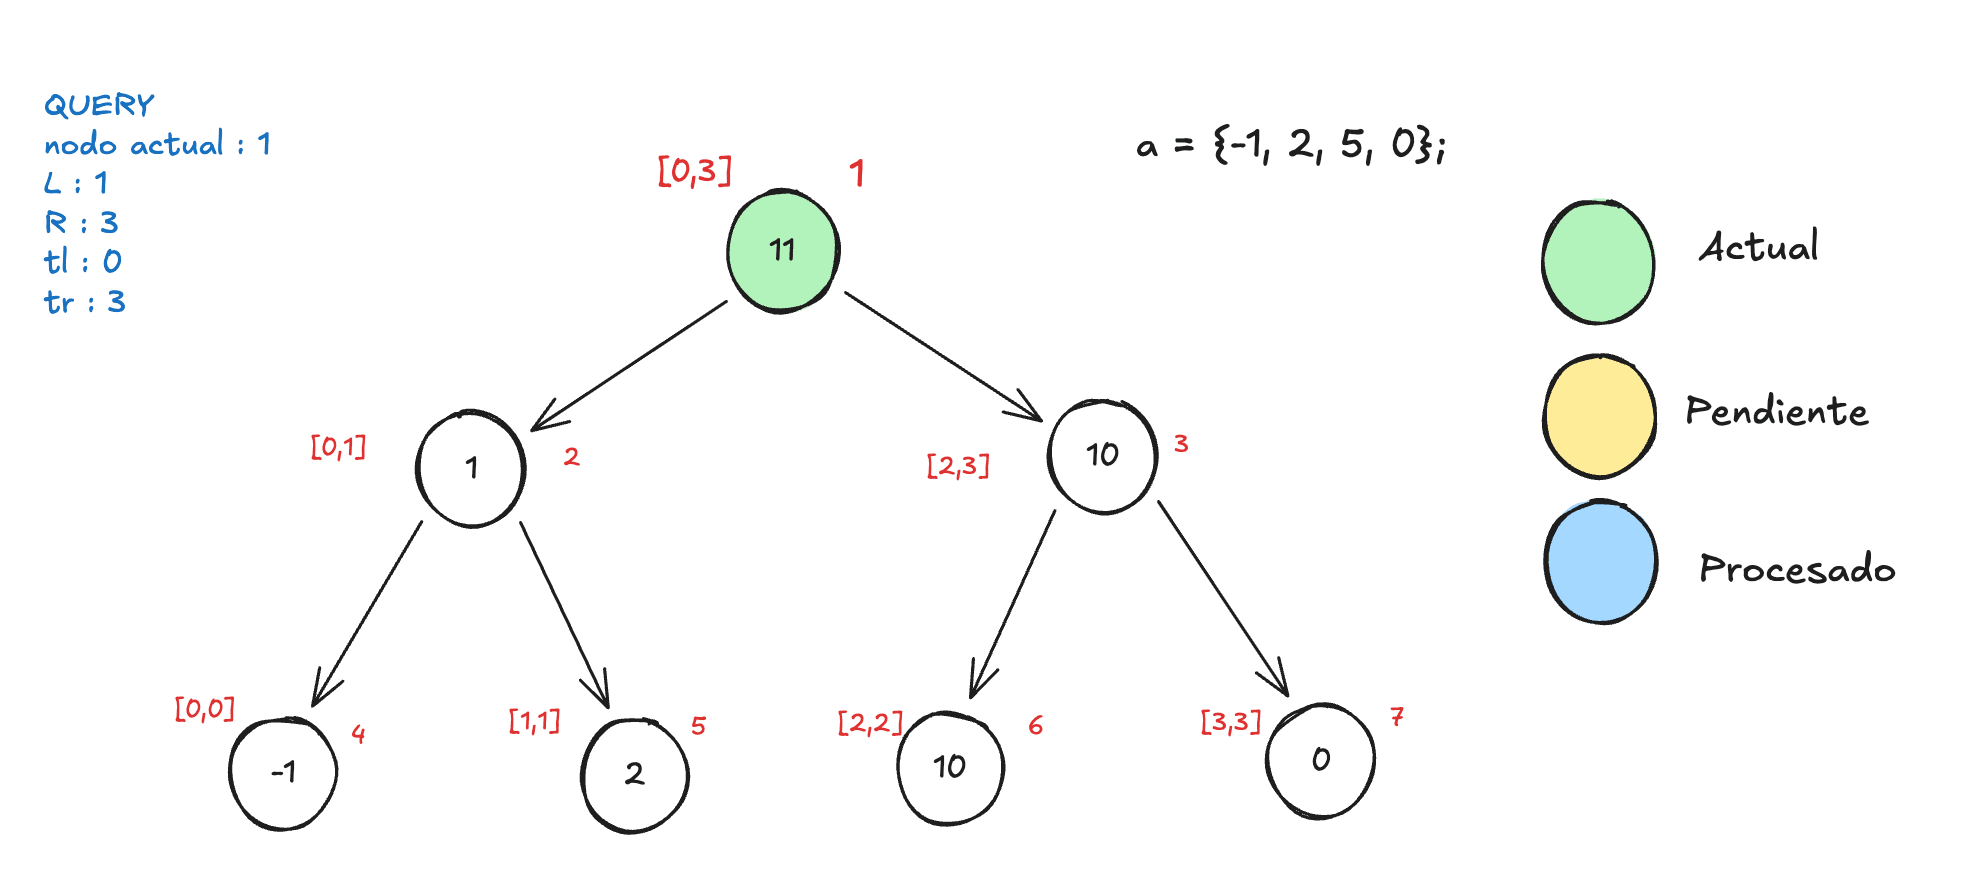 QUERY
nodo actual : 1
L : 1
R : 3
tl : 0
tr : 3
a = {-1, 2, 5, 0};
[0,3] 1
11
[0,1] 2
1
[2,3] 3
10
[0,0] 4
-1
[1,1] 5
2
[2,2] 6
10
[3,3] 7
0
Actual
Pendiente
Procesado